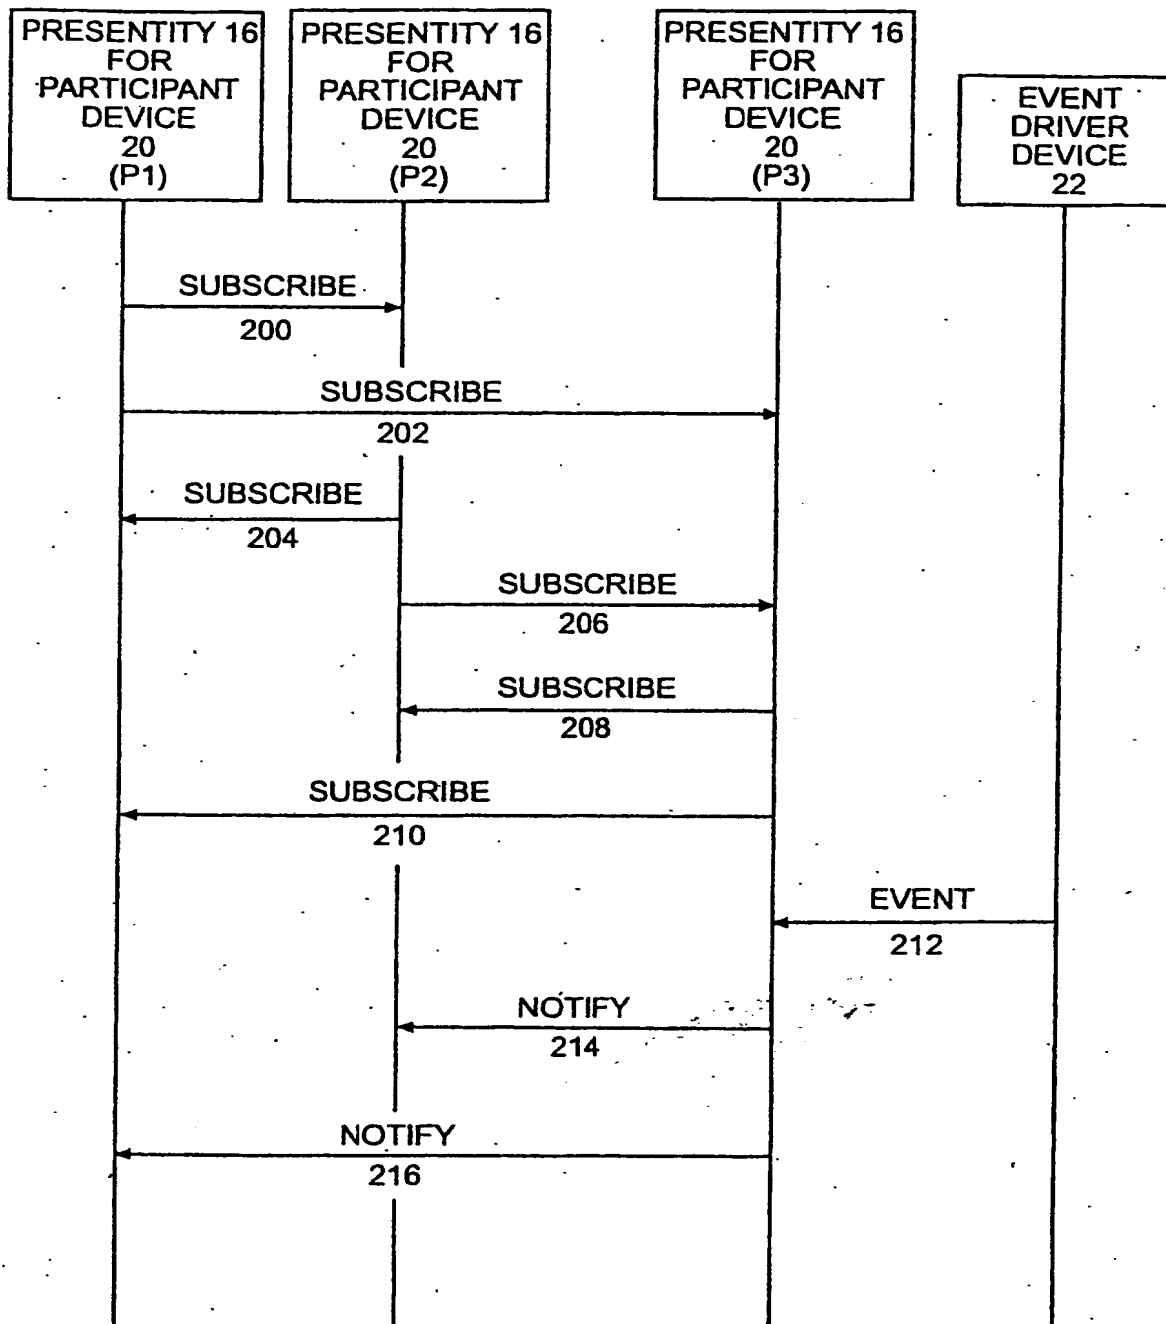 PRESENTITY 16
FOR
PARTICIPANT
DEVICE
20
(P1)
PRESENTITY 16
FOR
PARTICIPANT
DEVICE
20
(P2)
PRESENTITY 16
FOR
PARTICIPANT
DEVICE
20
(P3)
EVENT
DRIVER
DEVICE
22
SUBSCRIBE
200
SUBSCRIBE
202
SUBSCRIBE
204
SUBSCRIBE
206
SUBSCRIBE
208
SUBSCRIBE
210
EVENT
212
NOTIFY
214
NOTIFY
216